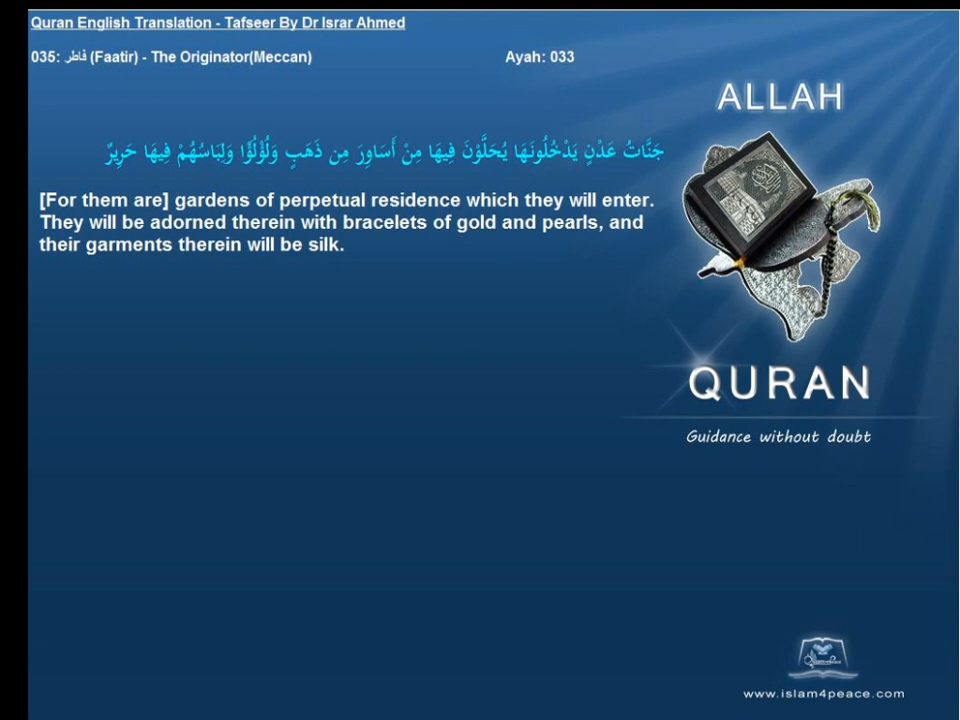 Quran English Translation - Tafseer By Dr Israr Ahmed
035: فاطر (Faatir) - The Originator(Meccan) Ayah: 033
ALLAH
جَنَّاتُ عَدْنٍ يَدْخُلُونَهَا يُحَلَّوْنَ فِيهَا مِنْ أَسَاوِرَ مِن ذَهَبٍ وَلُؤْلُؤًا وَلِبَاسُهُمْ فِيهَا حَرِيرٌ
[For them are] gardens of perpetual residence which they will enter.
They will be adorned therein with bracelets of gold and pearls, and
their garments therein will be silk.
QURAN
Guidance without doubt
www.islam4peace.com